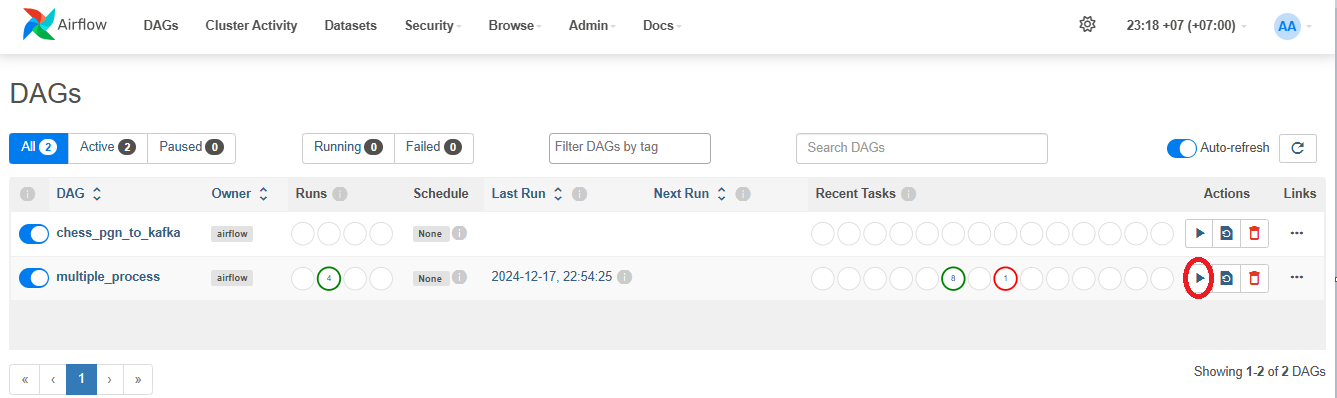 Airflow DAGs Cluster Activity Datasets Security Browse Admin Docs 23:18 +07 (+07:00) AA
DAGs
All 2 Active 2 Paused 0 Running 0 Failed 0 Filter DAGs by tag Search DAGs Auto-refresh
i DAG Owner Runs i Schedule Last Run i Next Run i Recent Tasks i Actions Links
chess_pgn_to_kafka airflow None i
multiple_process airflow 4 None i 2024-12-17, 22:54:25 i 8 1
« ‹ 1 › »
Showing 1-2 of 2 DAGs